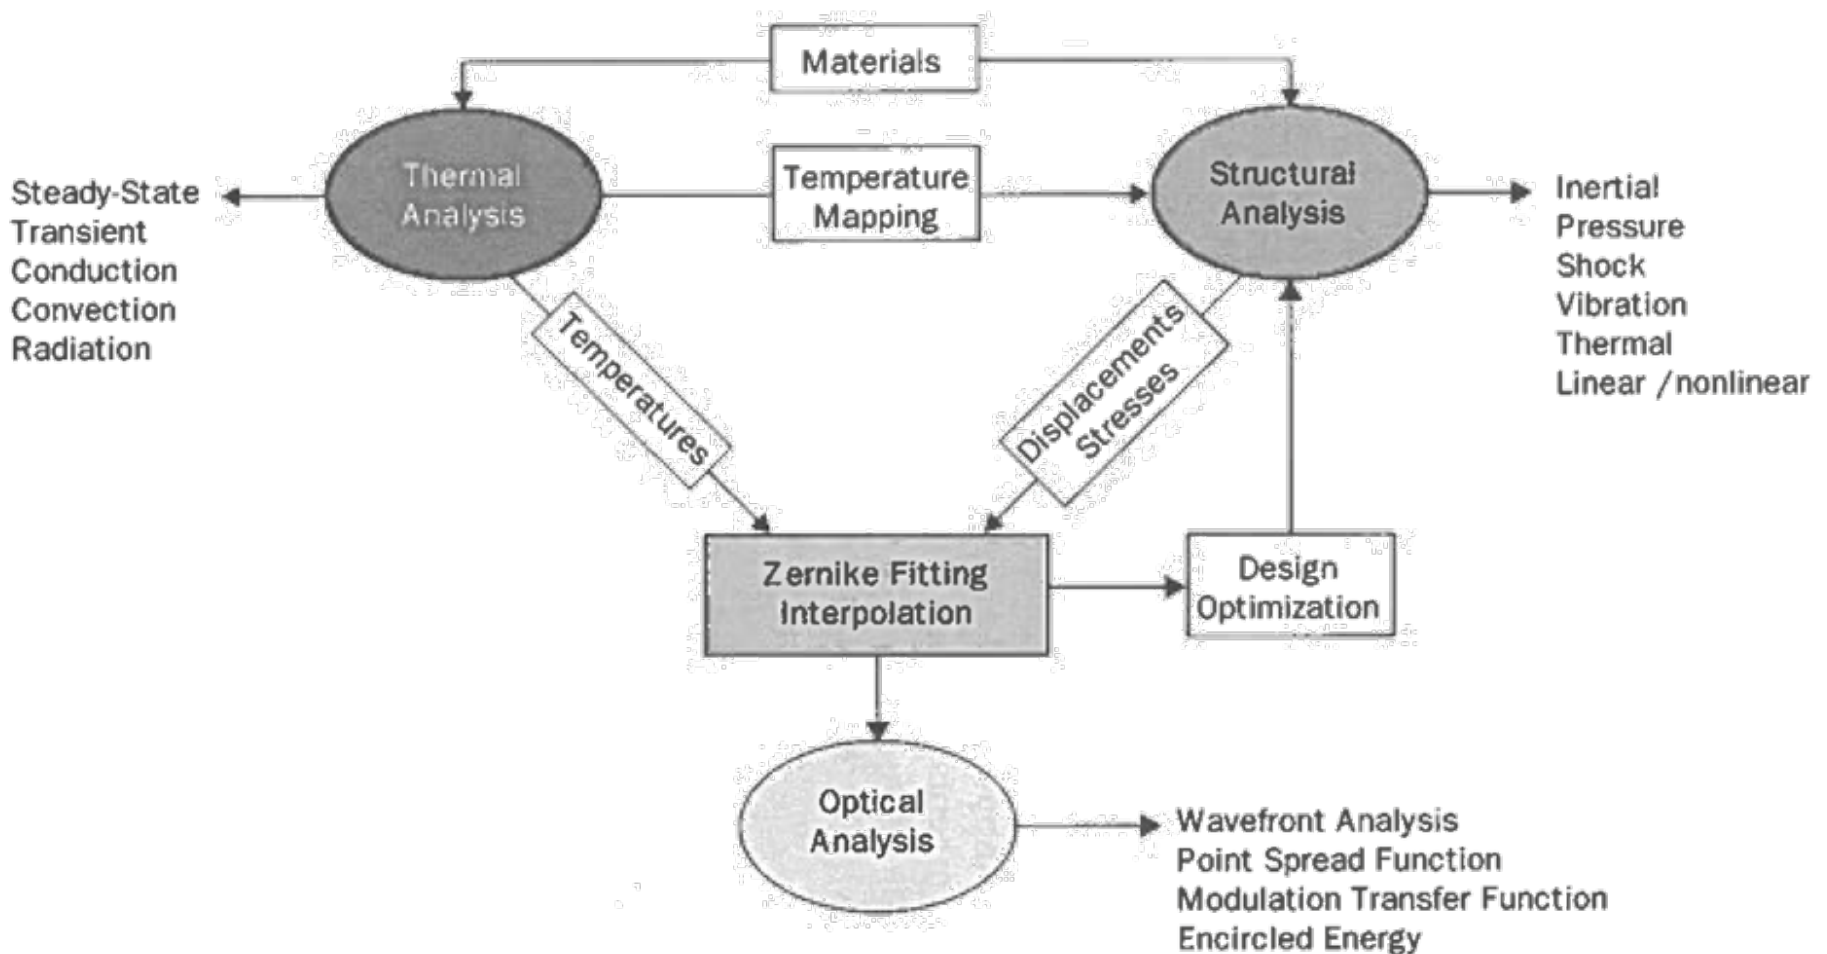 Materials
Thermal
Analysis
Temperature
Mapping
Structural
Analysis
Steady-State
Transient
Conduction
Convection
Radiation
Inertial
Pressure
Shock
Vibration
Thermal
Linear /nonlinear
Temperatures
Displacements
Stresses
Zernike Fitting
Interpolation
Design
Optimization
Optical
Analysis
Wavefront Analysis
Point Spread Function
Modulation Transfer Function
Encircled Energy